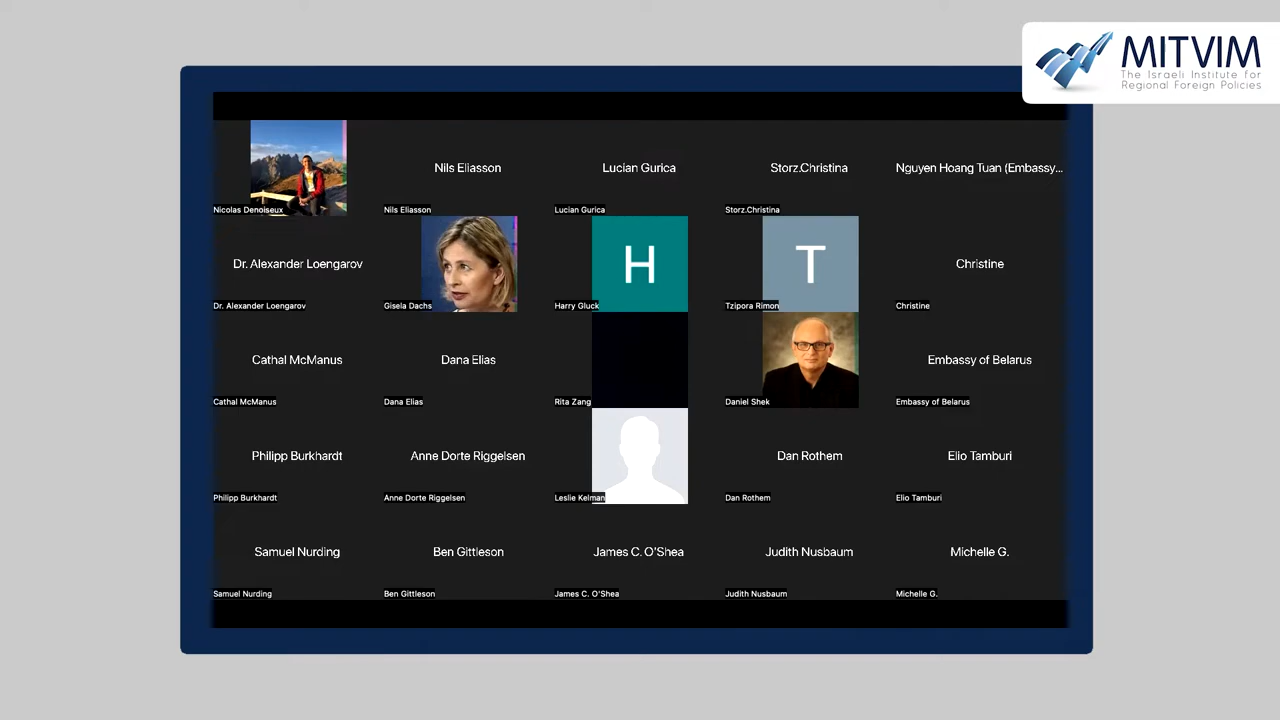 MITVIM
The Israeli Institute for
Regional Foreign Policies
Nicolas Denoiseux
Nils Eliasson
Nils Eliasson
Lucian Gurica
Lucian Gurica
Storz.Christina
Storz.Christina
Nguyen Hoang Tuan (Embassy...
Dr. Alexander Loengarov
Dr. Alexander Loengarov
Gisela Dachs
H
Harry Gluck
T
Tzipora Rimon
Christine
Christine
Cathal McManus
Cathal McManus
Dana Elias
Dana Elias
Rita Zang
Daniel Shek
Embassy of Belarus
Embassy of Belarus
Philipp Burkhardt
Philipp Burkhardt
Anne Dorte Riggelsen
Anne Dorte Riggelsen
Leslie Kelman
Dan Rothem
Dan Rothem
Elio Tamburi
Elio Tamburi
Samuel Nurding
Samuel Nurding
Ben Gittleson
Ben Gittleson
James C. O'Shea
James C. O'Shea
Judith Nusbaum
Judith Nusbaum
Michelle G.
Michelle G.